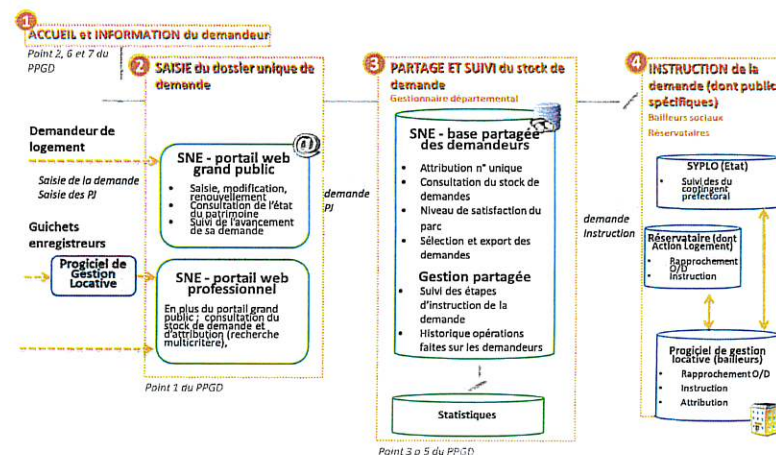 1
ACCUEIL et INFORMATION du demandeur
Point 2, 6 et 7 du
PPGD
2
SAISIE du dossier unique de
demande
Demandeur de
logement
Saisie de la demande
Saisie des PJ
Guichets
enregistreurs
Progiciel de
Gestion
Locative
@
SNE - portail web
grand public
• Saisie, modification,
renouvellement
• Consultation de l'état
du patrimoine
• Suivi de l'avancement
de sa demande
SNE - portail web
professionnel
En plus du portail grand
public ; consultation du
stock de demande et
d'attribution (recherche
multicritère),
Point 1 du PPGD
demande
PJ
3
PARTAGE ET SUIVI du stock de
demande
Gestionnaire départemental
SNE - base partagée
des demandeurs
• Attribution n° unique
• Consultation du stock de
demandes
• Niveau de satisfaction du
parc
• Sélection et export des
demandes
Gestion partagée
• Suivi des étapes
d'instruction de la
demande
• Historique opérations
faites sur les demandeurs
Statistiques
Point 3 à 5 du PPGD
demande
Instruction
4
INSTRUCTION de la
demande (dont public
spécifiques)
Bailleurs sociaux
Réservataires
SYPLO (Etat)
• Suivi des du
contingent
préfectoral
Réservataire (dont
Action Logement)
• Rapprochement
O/D
• Instruction
Progiciel de gestion
locative (bailleurs)
• Rapprochement O/D
• Instruction
• Attribution